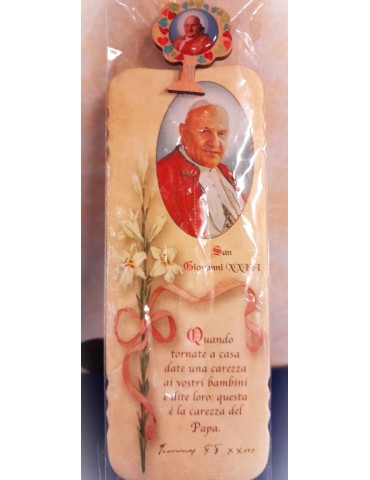 San
Giovanni XXIII
Quando
tornate a casa
date una carezza
ai vostri bambini
e dite loro: questa
è la carezza del
Papa.